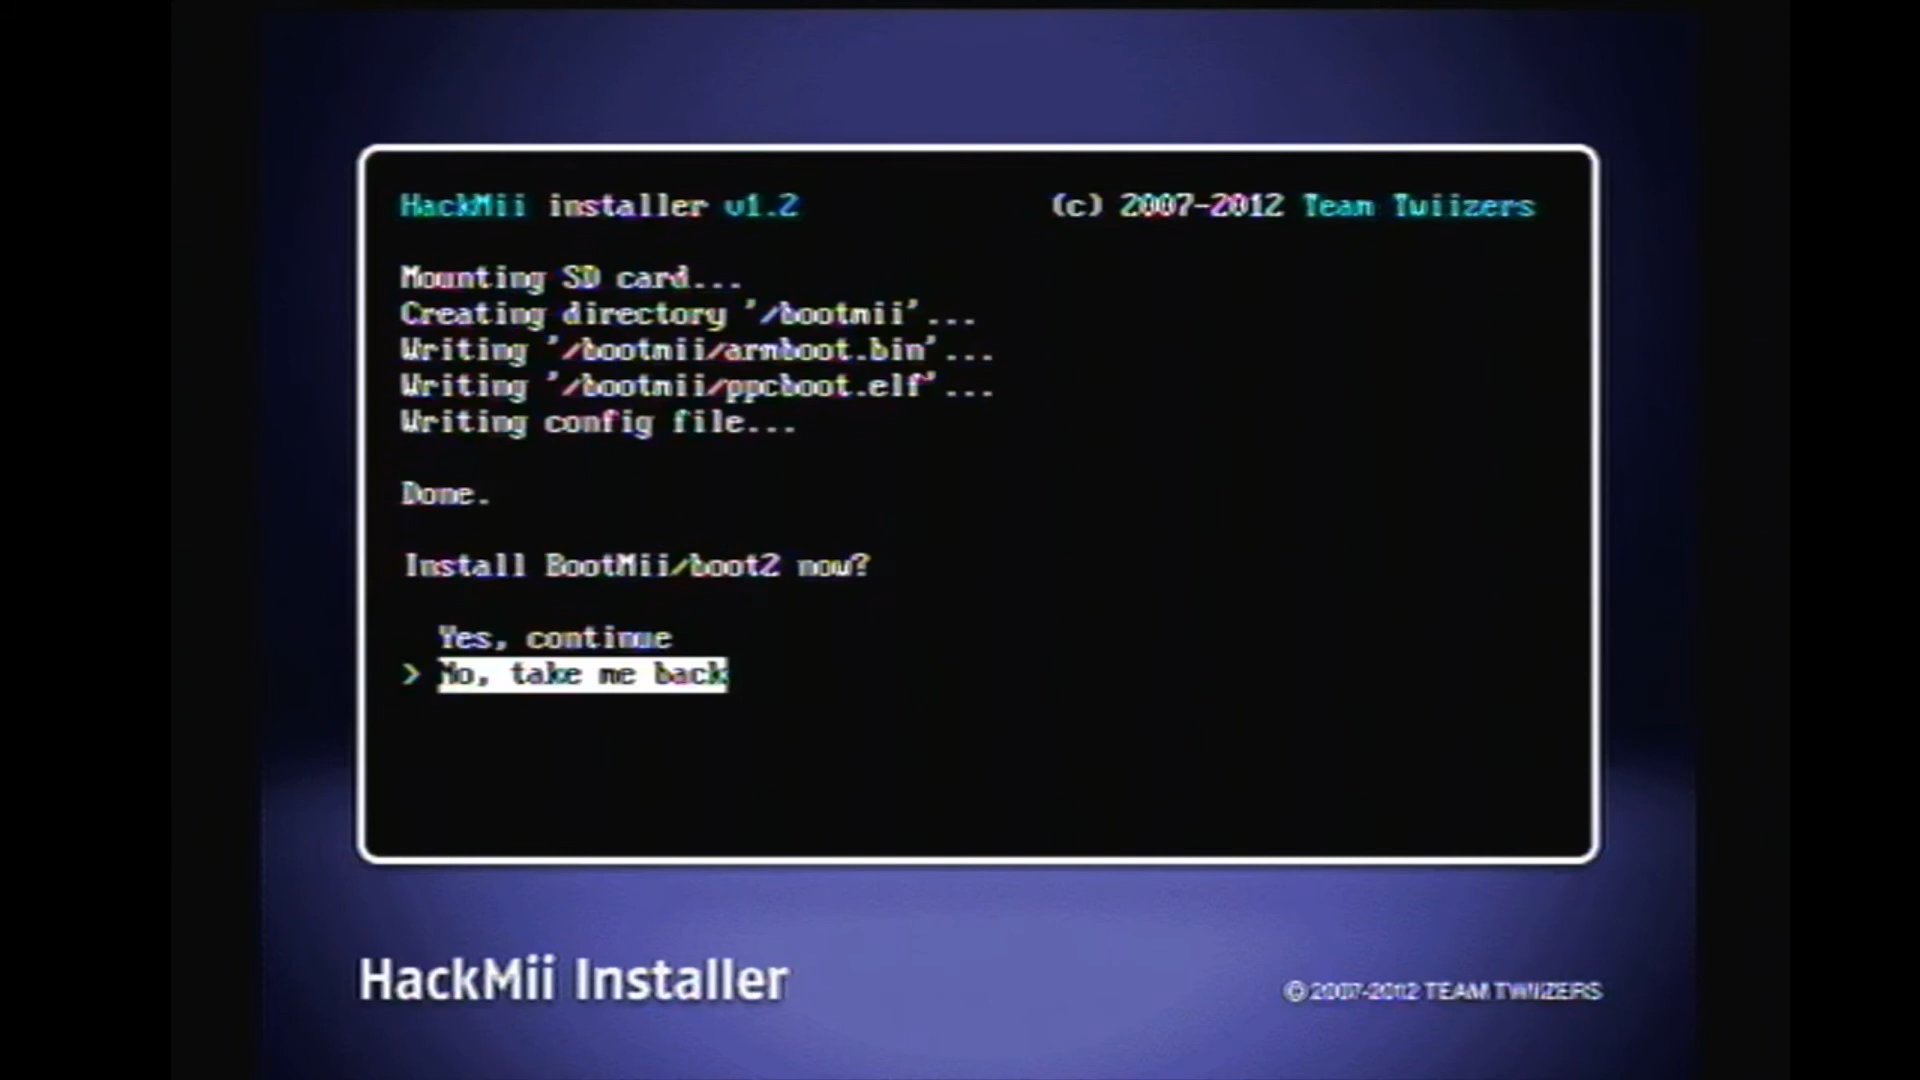 HackMii installer v1.2 (c) 2007-2012 Team Twiizers
Mounting SD card...
Creating directory '/bootmii'...
Writing '/bootmii/armboot.bin'...
Writing '/bootmii/ppcboot.elf'...
Writing config file...
Done.
Install BootMii/boot2 now?
Yes, continue
> No, take me back
HackMii Installer
© 2007-2012 TEAM TWIIZERS